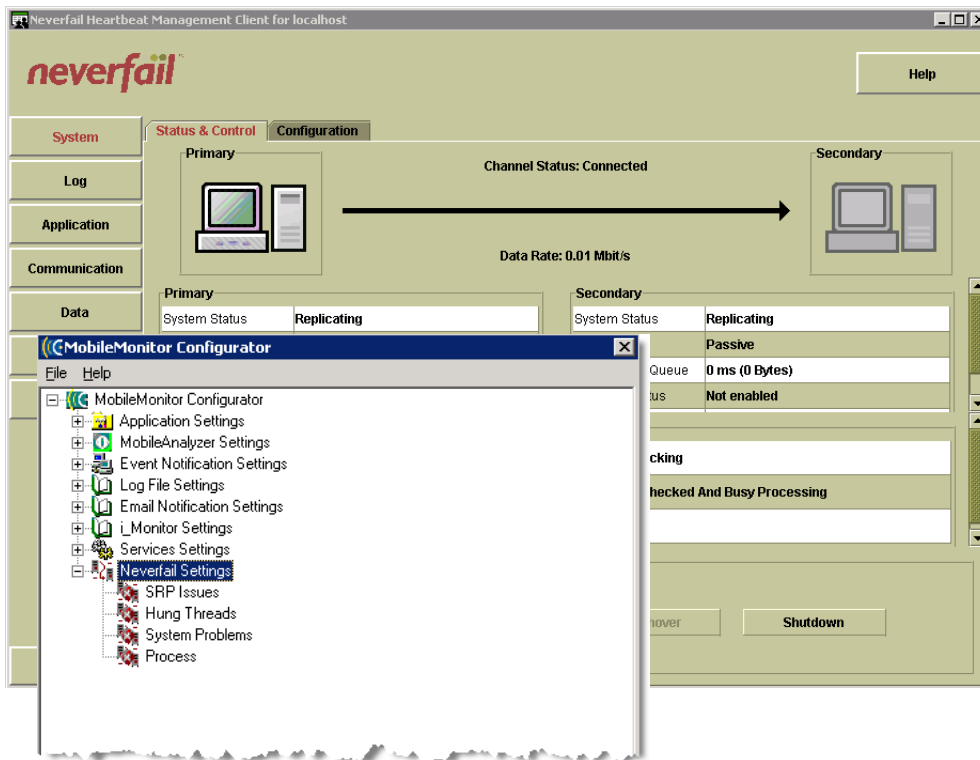 Neverfail Heartbeat Management Client for localhost
neverfail
Help
System
Log
Application
Communication
Data
Status & Control
Configuration
Primary
Channel Status: Connected
Secondary
Data Rate: 0.01 Mbit/s
Primary
System Status Replicating
Secondary
System Status Replicating
Passive
Queue 0 ms (0 Bytes)
Not enabled
And Busy Processing
Shutdown
MobileMonitor Configurator
File Help
MobileMonitor Configurator
Application Settings
MobileAnalyzer Settings
Event Notification Settings
Log File Settings
Email Notification Settings
i_Monitor Settings
Services Settings
Neverfail Settings
SRP Issues
Hung Threads
System Problems
Process